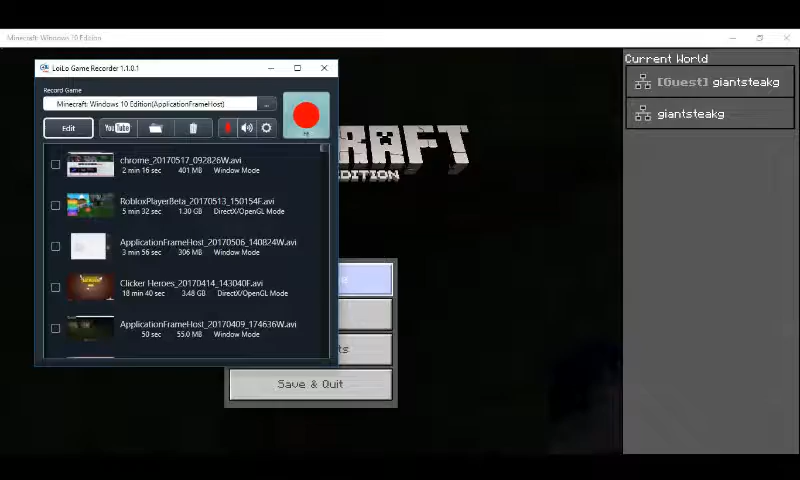 Minecraft: Windows 10 Edition
LoiLo Game Recorder 1.1.0.1
Record Game
Minecraft: Windows 10 Edition(ApplicationFrameHost)
...
Edit
YouTube
chrome_20170517_092826W.avi
2 min 16 sec 401 MB Window Mode
RobloxPlayerBeta_20170513_150154F.avi
5 min 32 sec 1.30 GB DirectX/OpenGL Mode
ApplicationFrameHost_20170506_140824W.avi
3 min 56 sec 306 MB Window Mode
Clicker Heroes_20170414_143040F.avi
18 min 40 sec 3.48 GB DirectX/OpenGL Mode
ApplicationFrameHost_20170409_174636W.avi
50 sec 55.0 MB Window Mode
RAFT
EDITION
ts
Save & Quit
Current World
[Guest] giantsteakg
giantsteakg